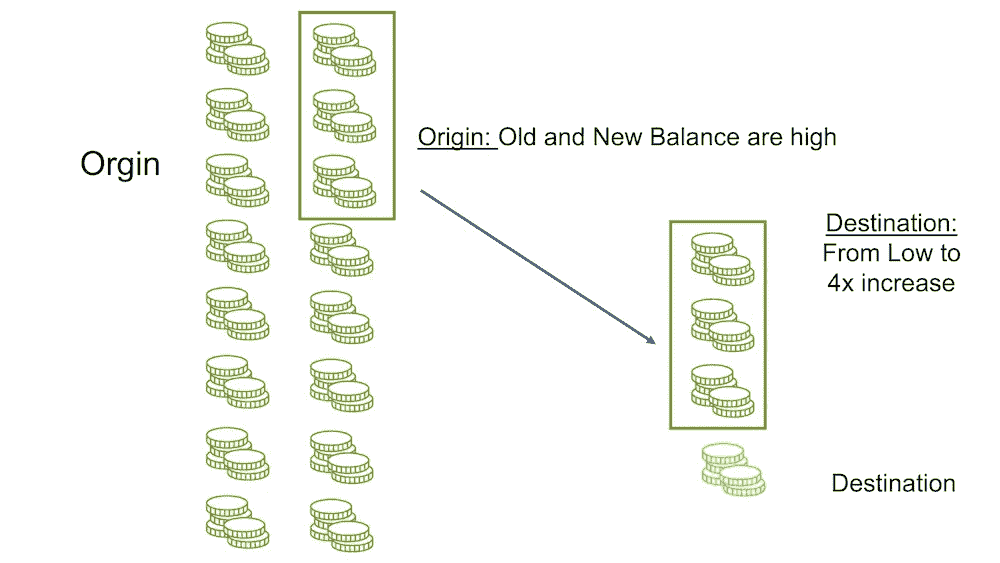 Orgin
Origin: Old and New Balance are high
Destination:
From Low to
4x increase
Destination